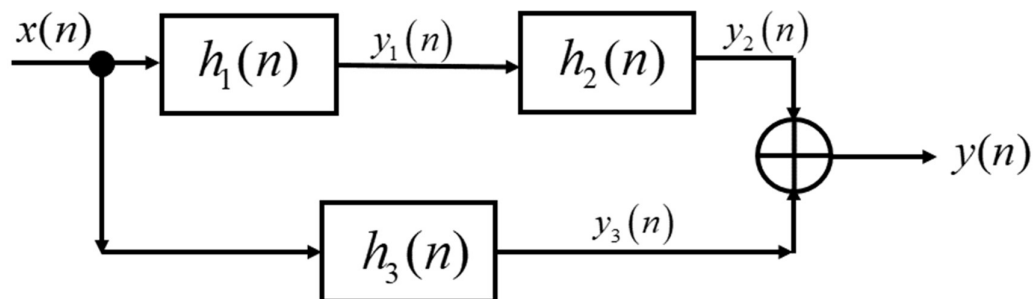 x(n)
h₁(n)
y₁(n)
h₂(n)
y₂(n)
y(n)
h₃(n)
y₃(n)